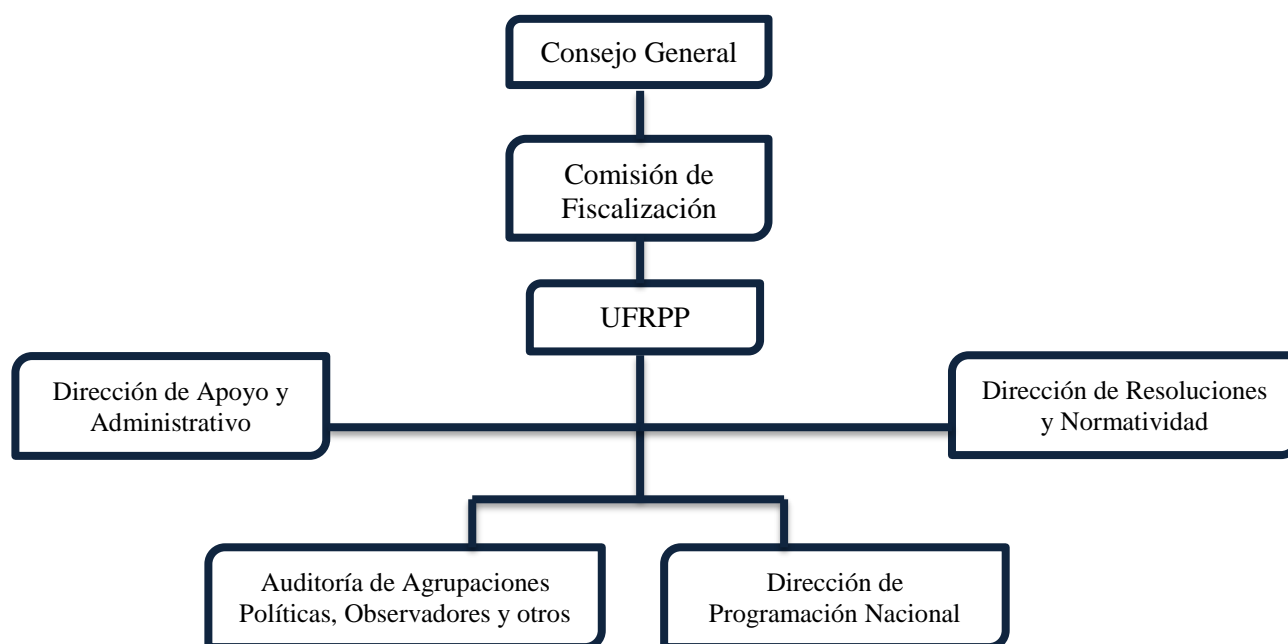 Consejo General
Comisión de
Fiscalización
UFRPP
Dirección de Apoyo y
Administrativo
Dirección de Resoluciones
y Normatividad
Auditoría de Agrupaciones
Políticas, Observadores y otros
Dirección de
Programación Nacional